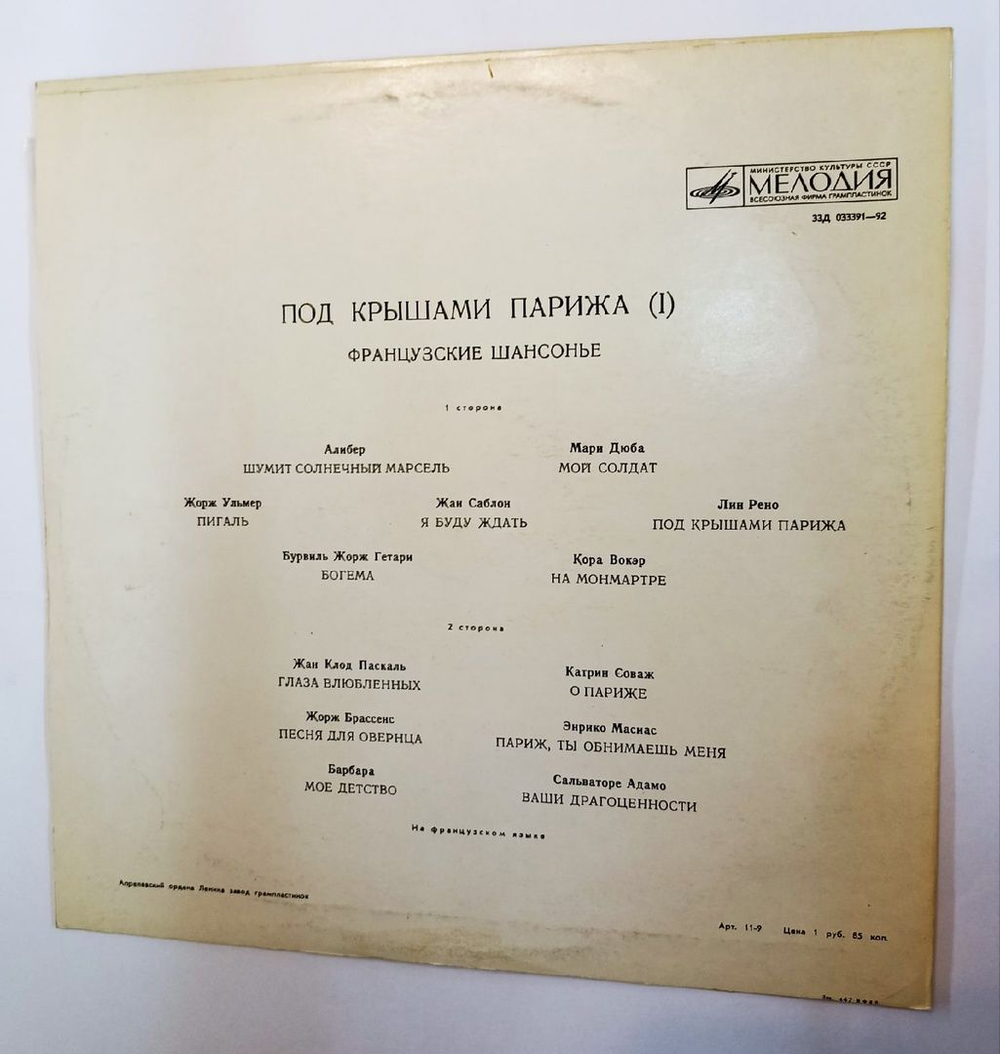 МИНИСТЕРСТВО КУЛЬТУРЫ СССР
МЕЛОДИЯ
ВСЕСОЮЗНАЯ ФИРМА ГРАМПЛАСТИНОК
33Д 033391—92
ПОД КРЫШАМИ ПАРИЖА (I)
ФРАНЦУЗСКИЕ ШАНСОНЬЕ
1 сторона
Алибер Мари Дюба
ШУМИТ СОЛНЕЧНЫЙ МАРСЕЛЬ МОЙ СОЛДАТ
Жорж Ульмер Жан Саблон Лин Рено
ПИГАЛЬ Я БУДУ ЖДАТЬ ПОД КРЫШАМИ ПАРИЖА
Бурвиль Жорж Гетари Кора Вокэр
БОГЕМА НА МОНМАРТРЕ
2 сторона
Жан Клод Паскаль Катрин Соваж
ГЛАЗА ВЛЮБЛЕННЫХ О ПАРИЖЕ
Жорж Брассенс Энрико Масиас
ПЕСНЯ ДЛЯ ОВЕРНЦА ПАРИЖ, ТЫ ОБНИМАЕШЬ МЕНЯ
Барбара Сальваторе Адамо
МОЕ ДЕТСТВО ВАШИ ДРАГОЦЕННОСТИ
На французском языке
Апрелевский ордена Ленина завод грампластинок
Арт. 11-9 Цена 1 руб. 85 коп.